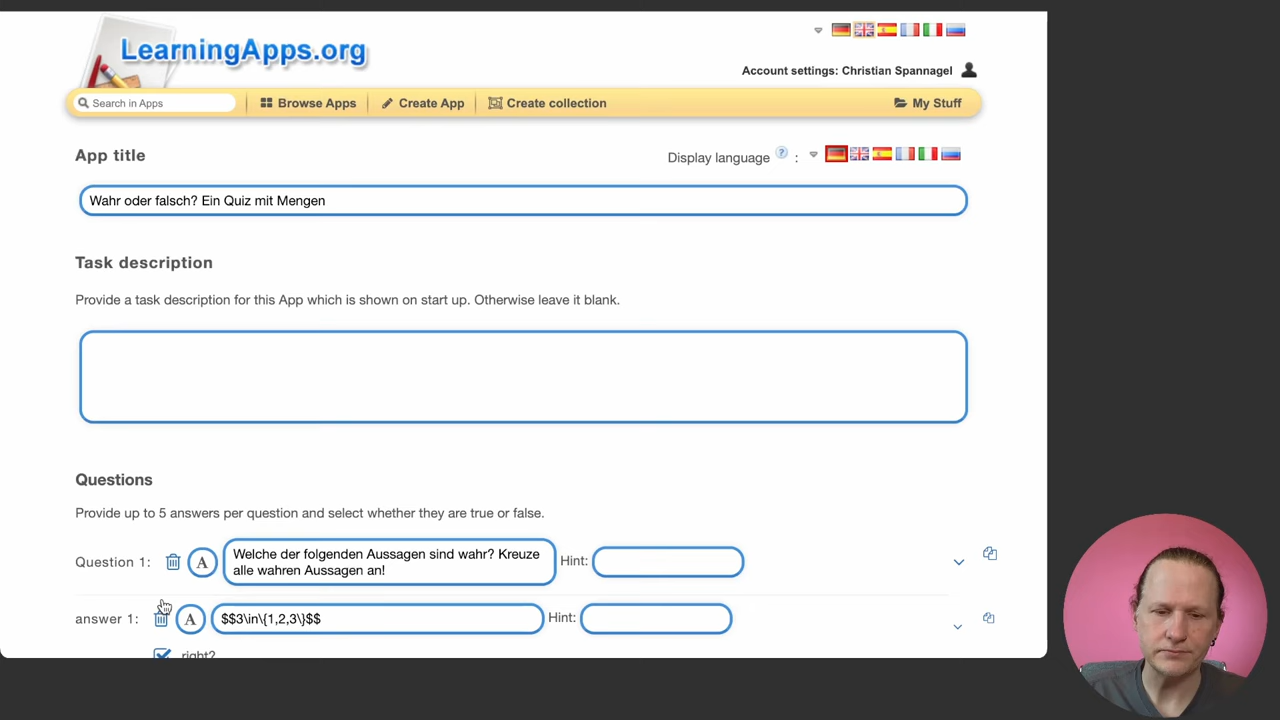 LearningApps.org
Account settings: Christian Spannagel
Search in Apps
Browse Apps
Create App
Create collection
My Stuff
App title
Display language ? :
Wahr oder falsch? Ein Quiz mit Mengen
Task description
Provide a task description for this App which is shown on start up. Otherwise leave it blank.
Questions
Provide up to 5 answers per question and select whether they are true or false.
Question 1:
A
Welche der folgenden Aussagen sind wahr? Kreuze
alle wahren Aussagen an!
Hint:
answer 1:
A
$$3\in\{1,2,3\}$$
Hint:
right?